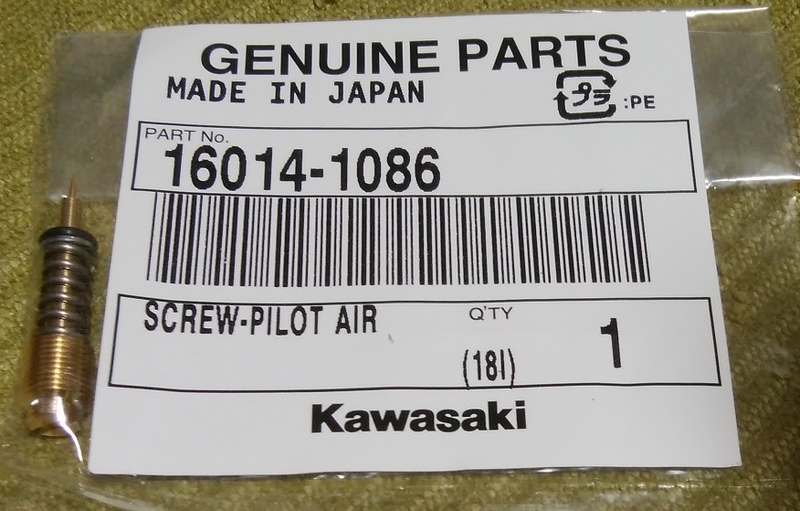 GENUINE PARTS
MADE IN JAPAN
プラ :PE
PART No.
16014-1086
SCREW-PILOT AIR
Q'TY
(18I)
1
Kawasaki